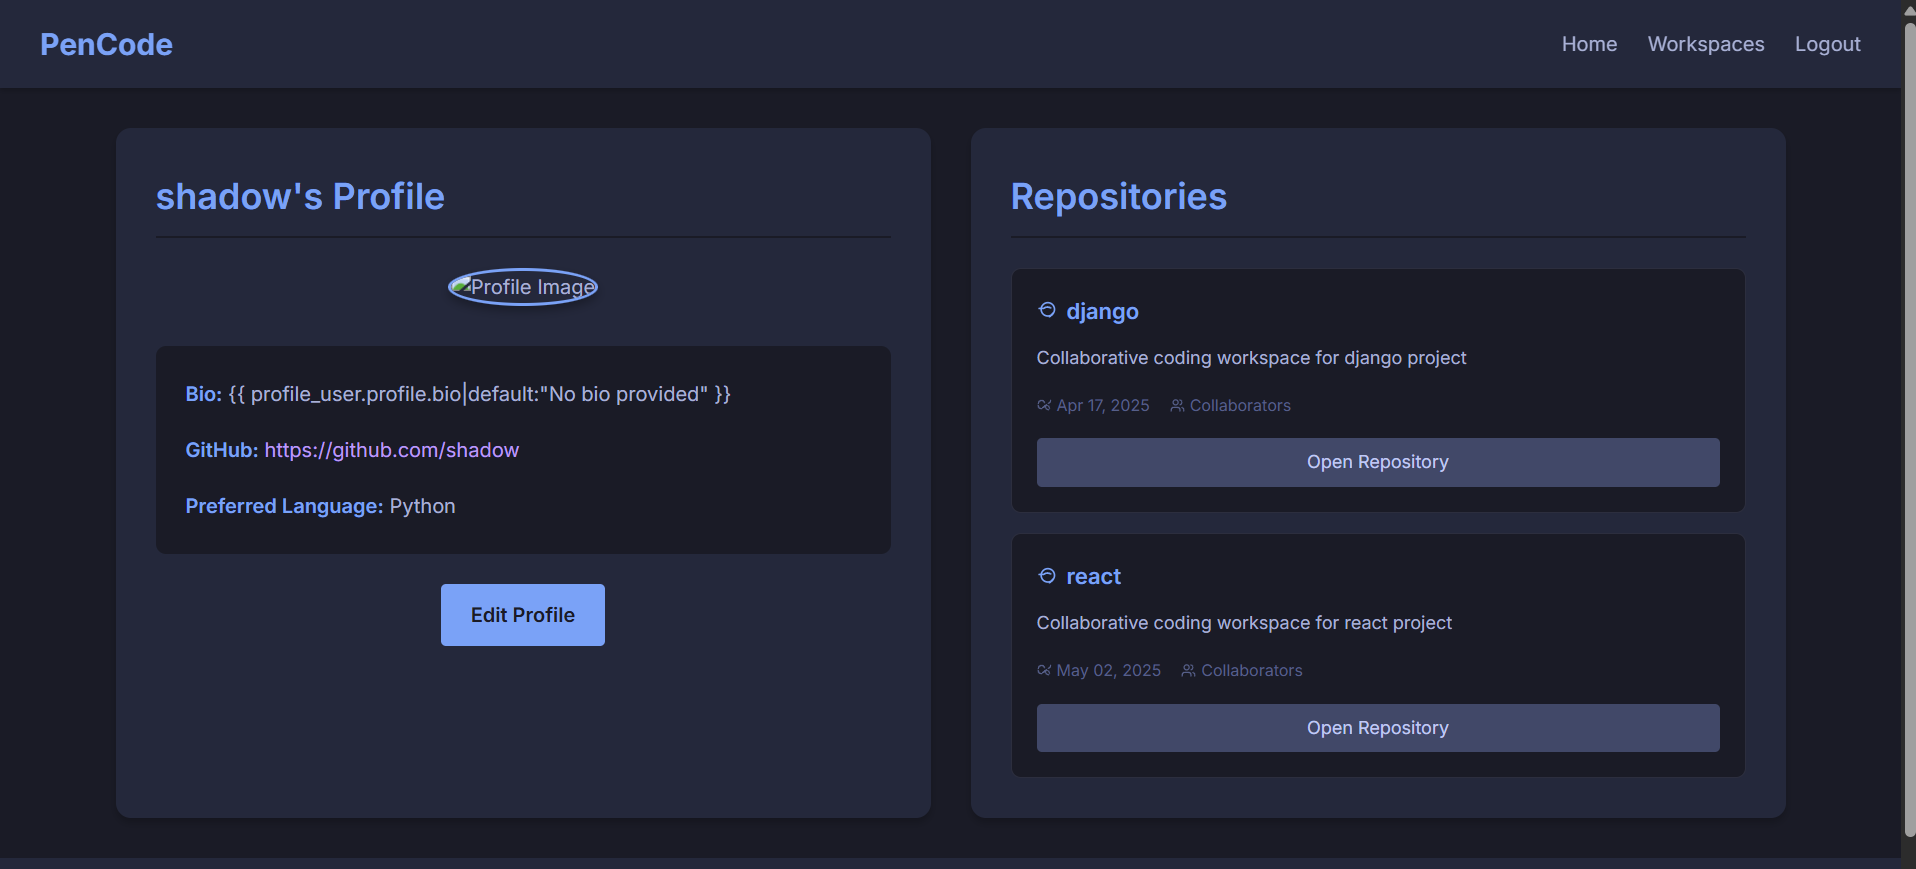 PenCode
Home Workspaces Logout
shadow's Profile
Profile Image
Bio: {{ profile_user.profile.bio|default:"No bio provided" }}
GitHub: https://github.com/shadow
Preferred Language: Python
Edit Profile
Repositories
django
Collaborative coding workspace for django project
Apr 17, 2025 Collaborators
Open Repository
react
Collaborative coding workspace for react project
May 02, 2025 Collaborators
Open Repository